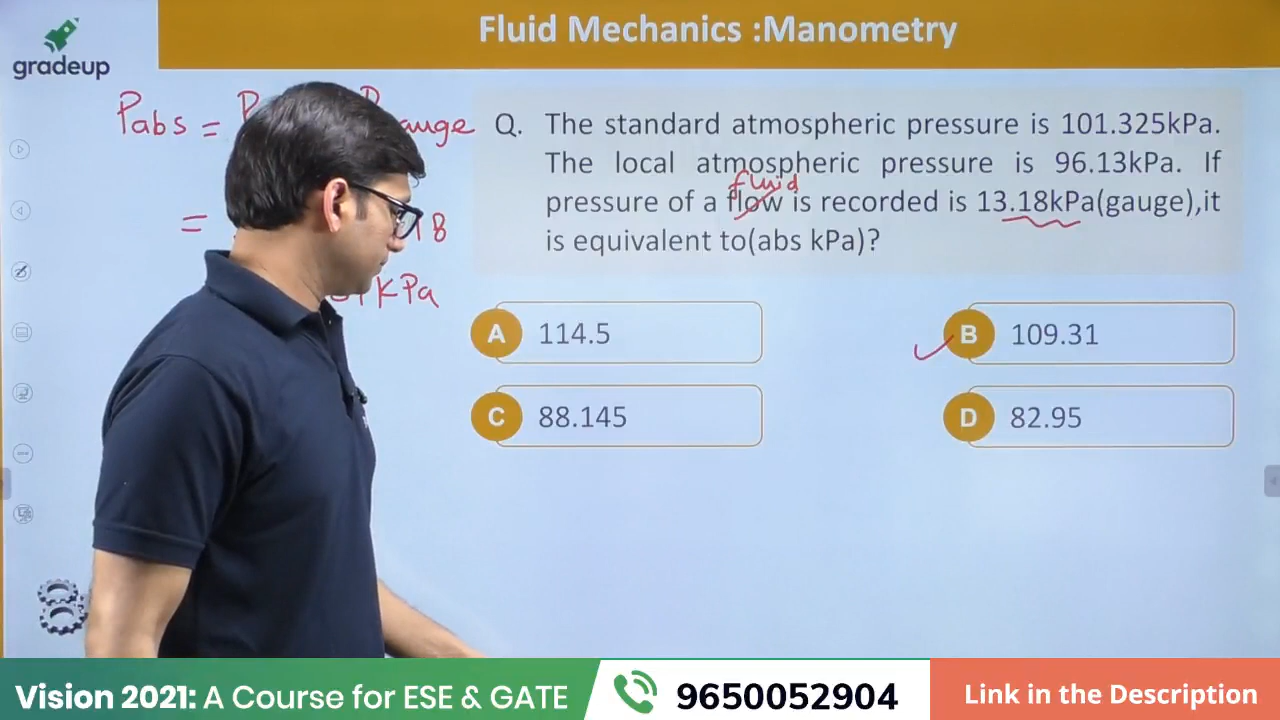 Fluid Mechanics :Manometry
gradeup
Pabs =
Q. The standard atmospheric pressure is 101.325kPa.
The local atmospheric pressure is 96.13kPa. If
fluid
pressure of a flow is recorded is 13.18kPa(gauge),it
=
is equivalent to(abs kPa)?
kPa
A 114.5
B 109.31
C 88.145
D 82.95
Vision 2021: A Course for ESE & GATE
9650052904
Link in the Description